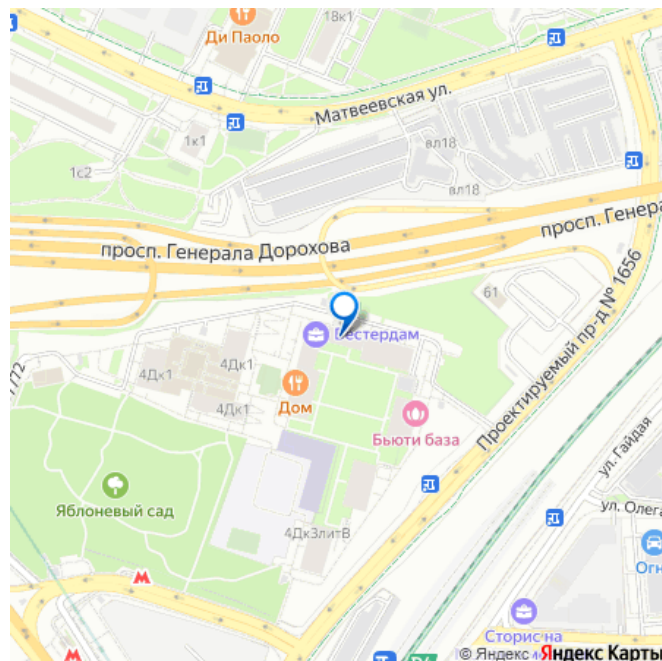 18к1
Ди Паоло
Матвеевская ул.
1к1
1с2
вл18
вл18
просп. Генерала Дорохова
просп. Генера
61
Вестердам
4Дк1
4Дк1
4Дк1
Дом
Бьюти база
Проектируемый пр-д № 1656
7772
ул. Гайдая
Яблоневый сад
ул. Олега
4Дк3литВ
Огн
Сторис на
© Яндекс Яндекс Карты